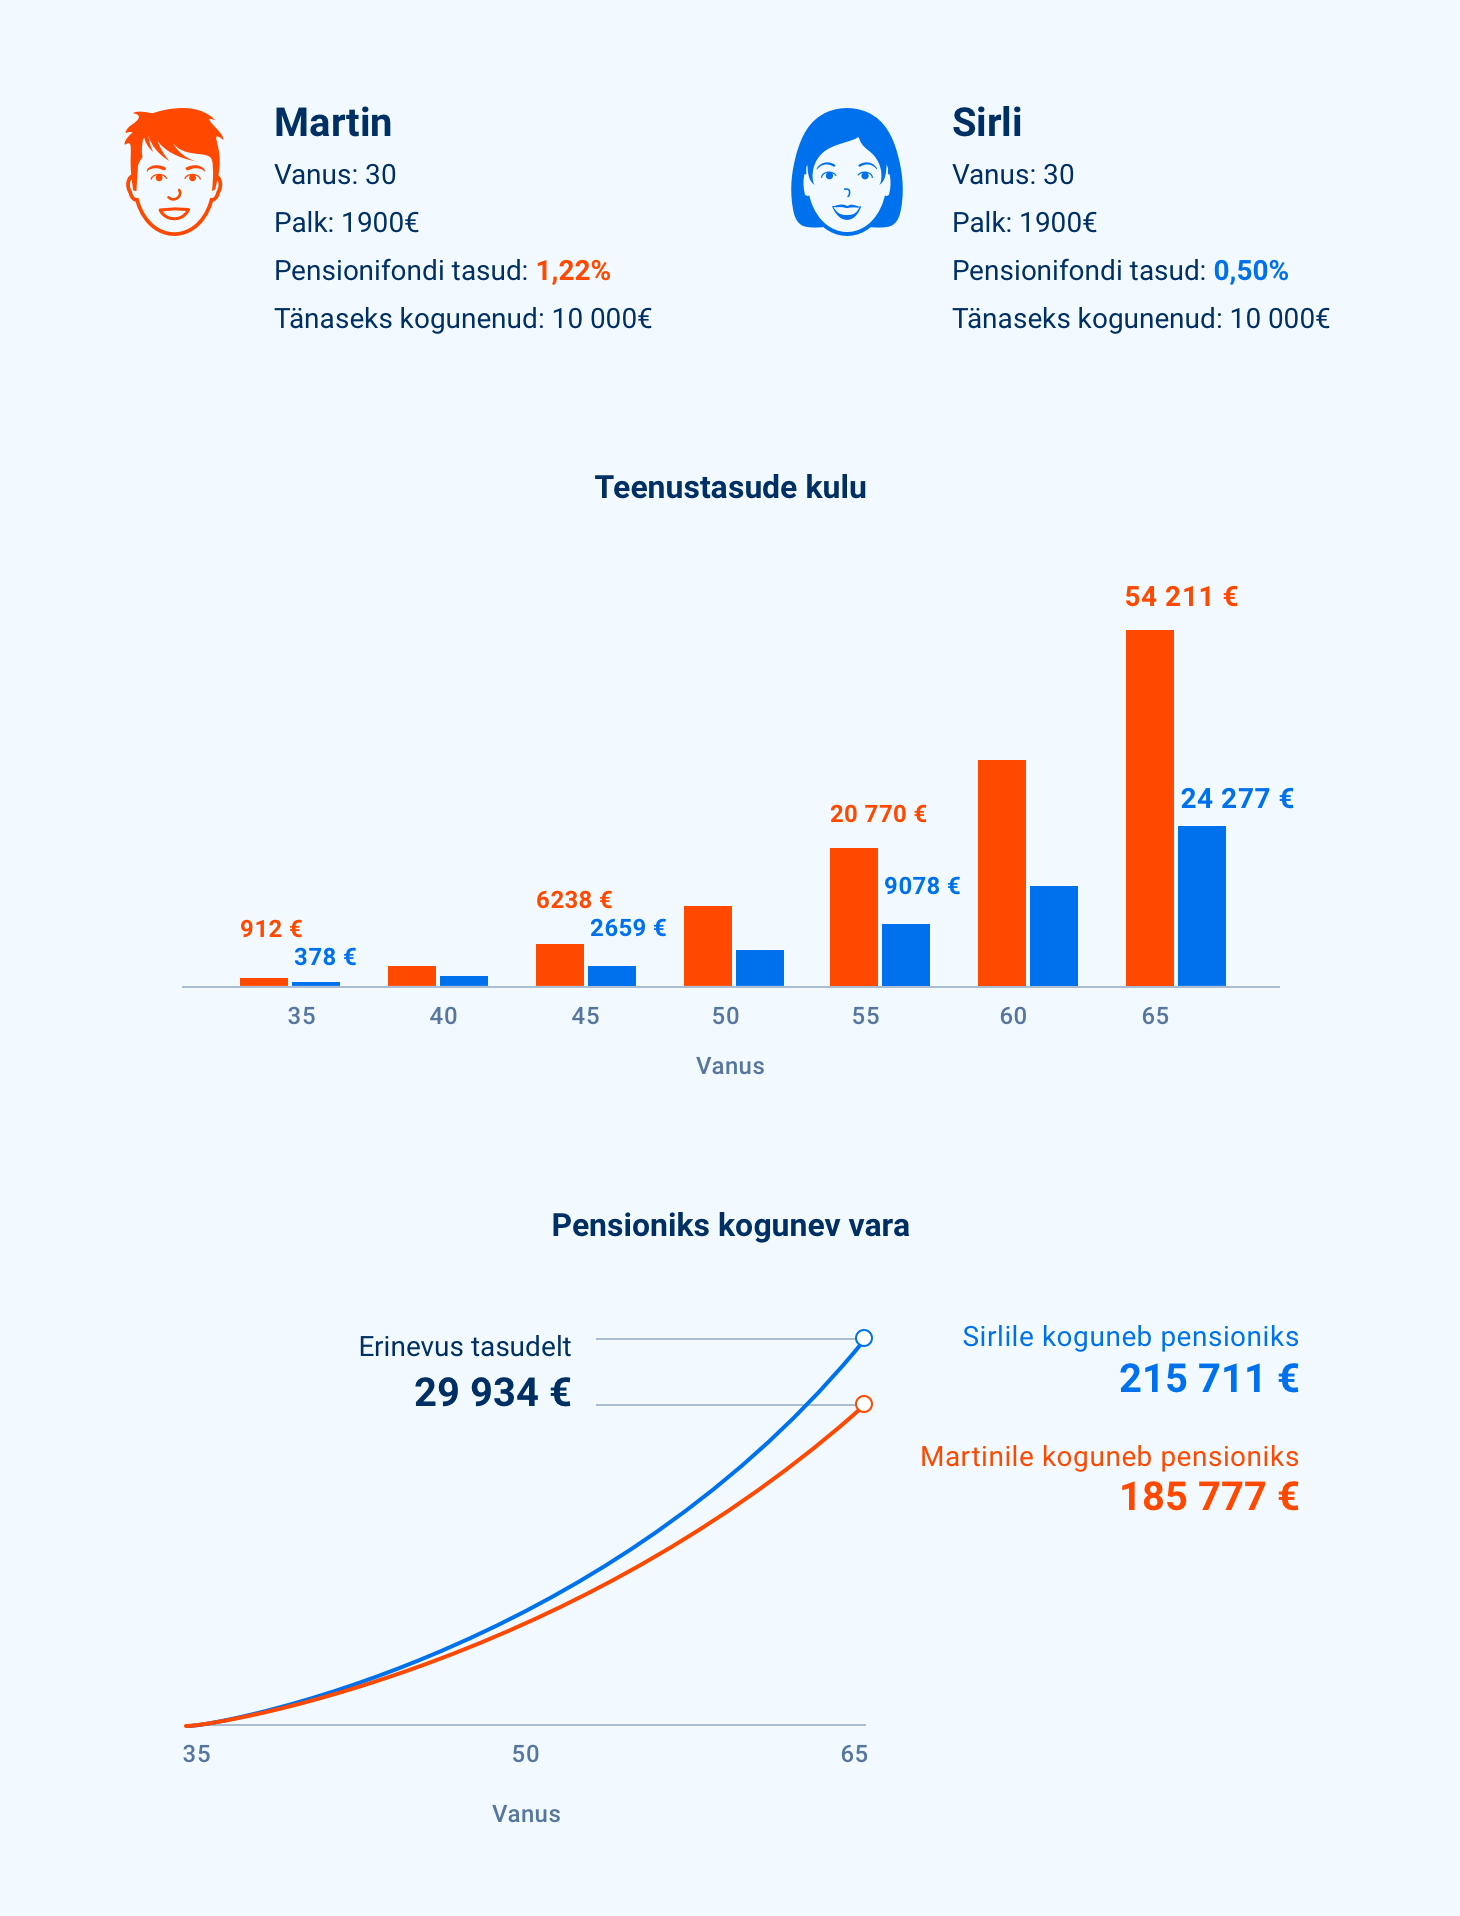 Martin
Vanus: 30
Palk: 1900€
Pensionifondi tasud: 1,22%
Tänaseks kogunenud: 10 000€
Sirli
Vanus: 30
Palk: 1900€
Pensionifondi tasud: 0,50%
Tänaseks kogunenud: 10 000€
Teenustasude kulu
912 €
378 €
6238 €
2659 €
20 770 €
9078 €
54 211 €
24 277 €
35 40 45 50 55 60 65
Vanus
Pensioniks kogunev vara
Erinevus tasudelt
29 934 €
Sirlile koguneb pensioniks
215 711 €
Martinile koguneb pensioniks
185 777 €
35 50 65
Vanus